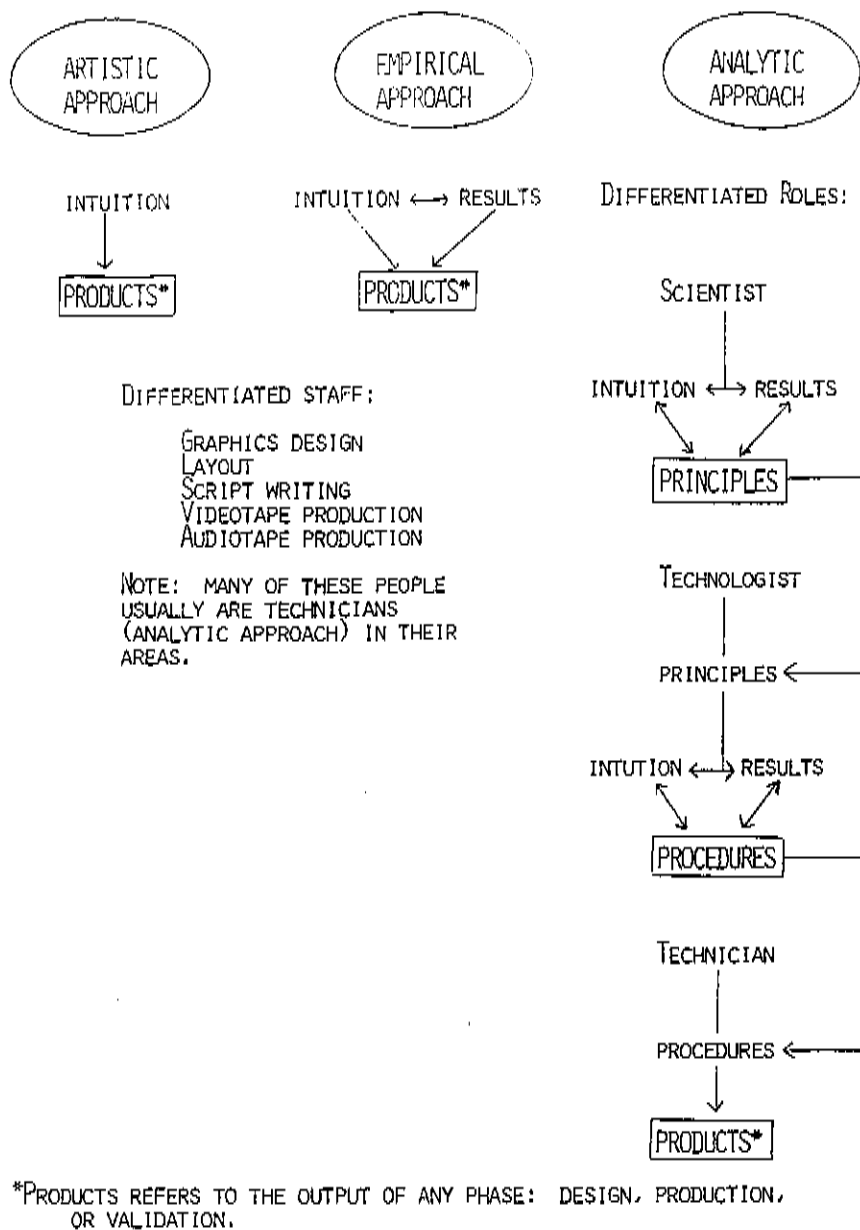 ARTISTIC
APPROACH
EMPIRICAL
APPROACH
ANALYTIC
APPROACH
INTUITION
PRODUCTS*
INTUITION ↔ RESULTS
PRODUCTS*
DIFFERENTIATED STAFF:
GRAPHICS DESIGN
LAYOUT
SCRIPT WRITING
VIDEOTAPE PRODUCTION
AUDIOTAPE PRODUCTION
NOTE: MANY OF THESE PEOPLE
USUALLY ARE TECHNICIANS
(ANALYTIC APPROACH) IN THEIR
AREAS.
DIFFERENTIATED ROLES:
SCIENTIST
INTUITION ↔ RESULTS
PRINCIPLES
TECHNOLOGIST
PRINCIPLES
INTUTION ↔ RESULTS
PROCEDURES
TECHNICIAN
PROCEDURES
PRODUCTS*
*PRODUCTS REFERS TO THE OUTPUT OF ANY PHASE: DESIGN, PRODUCTION,
OR VALIDATION.